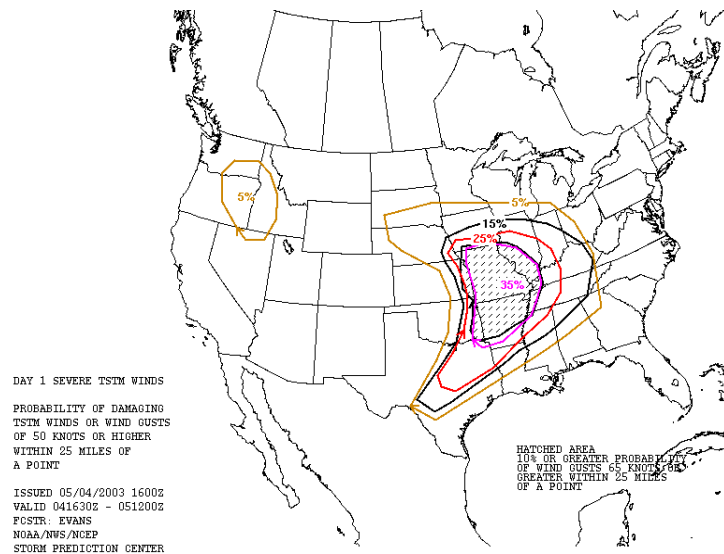 5%
5%
15%
25%
35%
DAY 1 SEVERE TSTM WINDS
PROBABILITY OF DAMAGING
TSTM WINDS OR WIND GUSTS
OF 50 KNOTS OR HIGHER
WITHIN 25 MILES OF
A POINT
ISSUED 05/04/2003 1600Z
VALID 041630Z - 051200Z
FCSTR: EVANS
NOAA/NWS/NCEP
STORM PREDICTION CENTER
HATCHED AREA
10% OR GREATER PROBABILITY
OF WIND GUSTS 65 KNOTS OR
GREATER WITHIN 25 MILES
OF A POINT